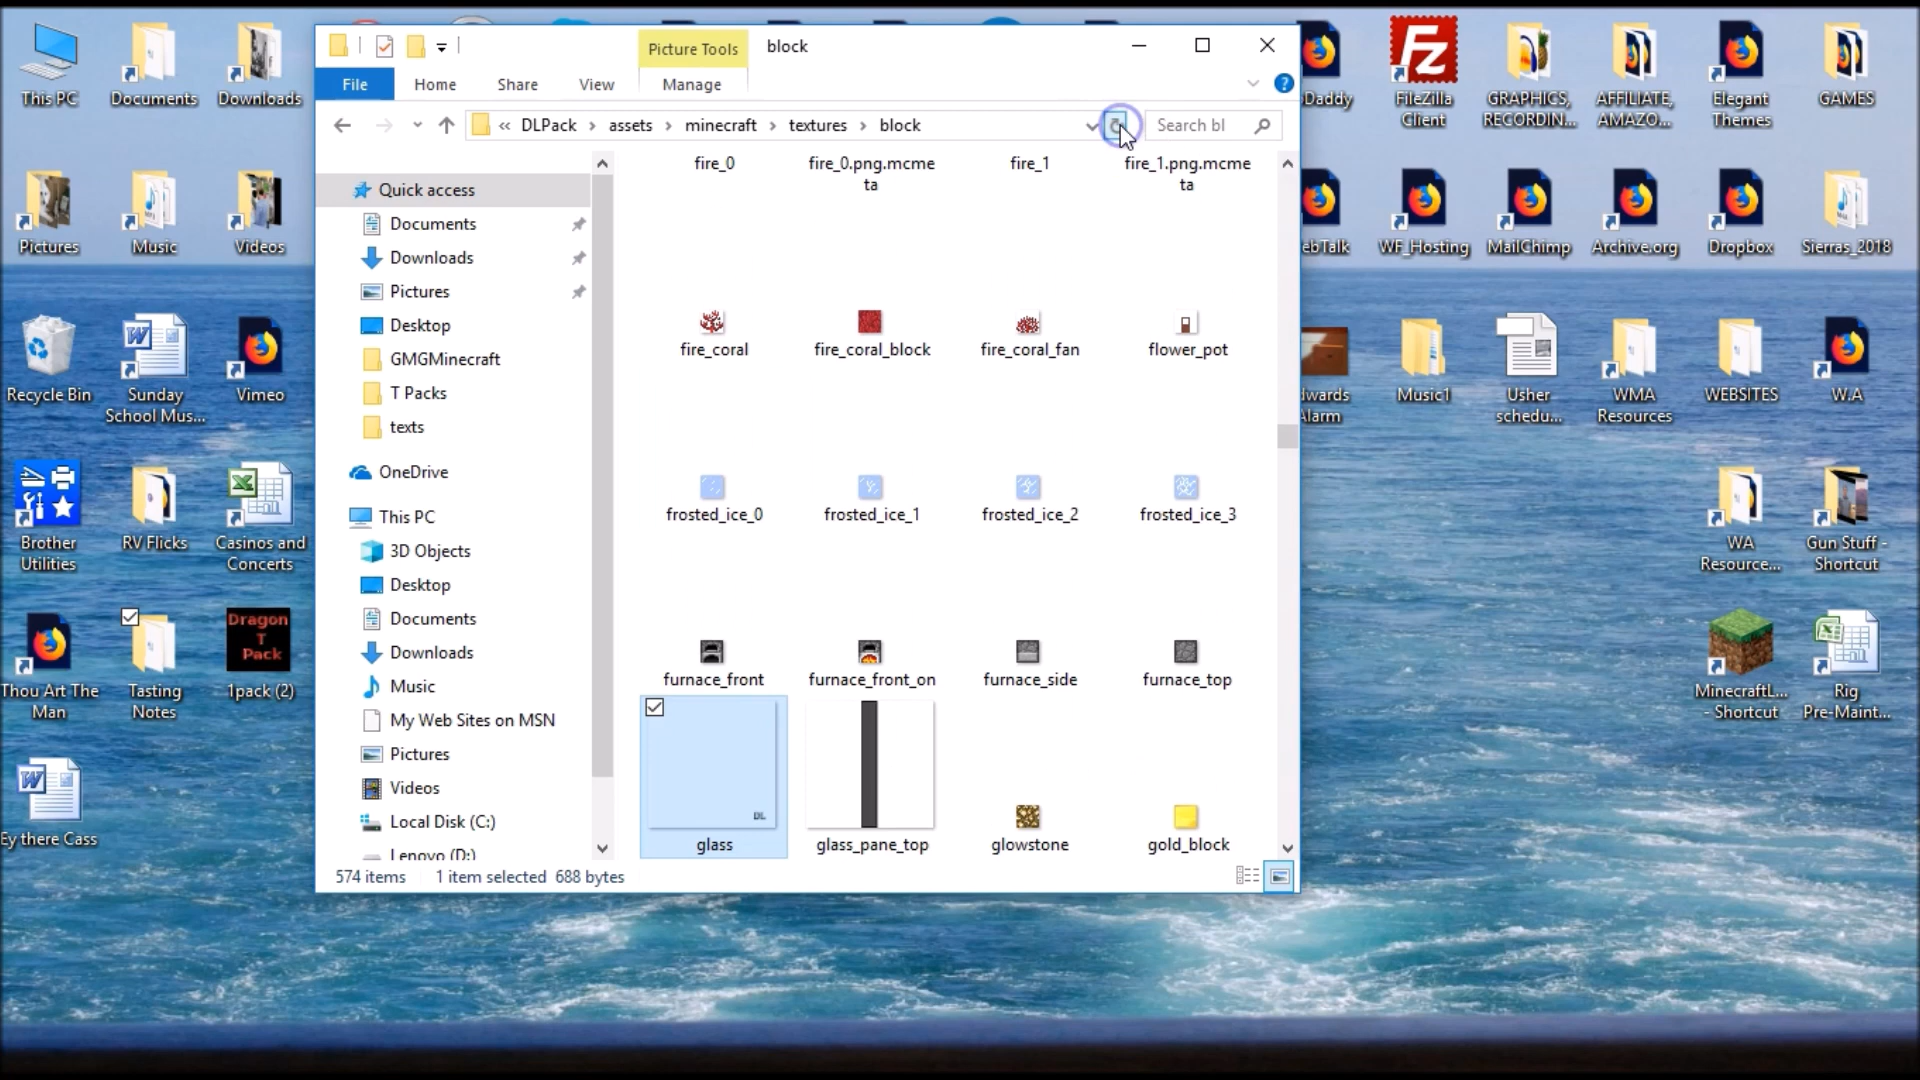 This PC
Documents
Downloads
Pictures
Music
Videos
Recycle Bin
Sunday
School Mus...
Vimeo
Brother
Utilities
RV Flicks
Casinos and
Concerts
Thou Art The
Man
Tasting
Notes
Dragon
T
Pack
1pack (2)
Ey there Cass
Picture Tools
block
File
Home
Share
View
Manage
« DLPack > assets > minecraft > textures > block
Search bl
Quick access
Documents
Downloads
Pictures
Desktop
GMGMinecraft
T Packs
texts
OneDrive
This PC
3D Objects
Desktop
Documents
Downloads
Music
My Web Sites on MSN
Pictures
Videos
Local Disk (C:)
Lenovo (D:)
fire_0
fire_0.png.mcme
ta
fire_1
fire_1.png.mcme
ta
fire_coral
fire_coral_block
fire_coral_fan
flower_pot
frosted_ice_0
frosted_ice_1
frosted_ice_2
frosted_ice_3
furnace_front
furnace_front_on
furnace_side
furnace_top
DL
glass
glass_pane_top
glowstone
gold_block
574 items
1 item selected 688 bytes
Daddy
FileZilla
Client
GRAPHICS,
RECORDIN...
AFFILIATE,
AMAZO...
Elegant
Themes
GAMES
ebTalk
WF_Hosting
MailChimp
Archive.org
Dropbox
Sierras_2018
dwards
Alarm
Music1
Usher
schedu...
WMA
Resources
WEBSITES
W.A
WA
Resource...
Gun Stuff -
Shortcut
MinecraftL...
- Shortcut
Rig
Pre-Maint...